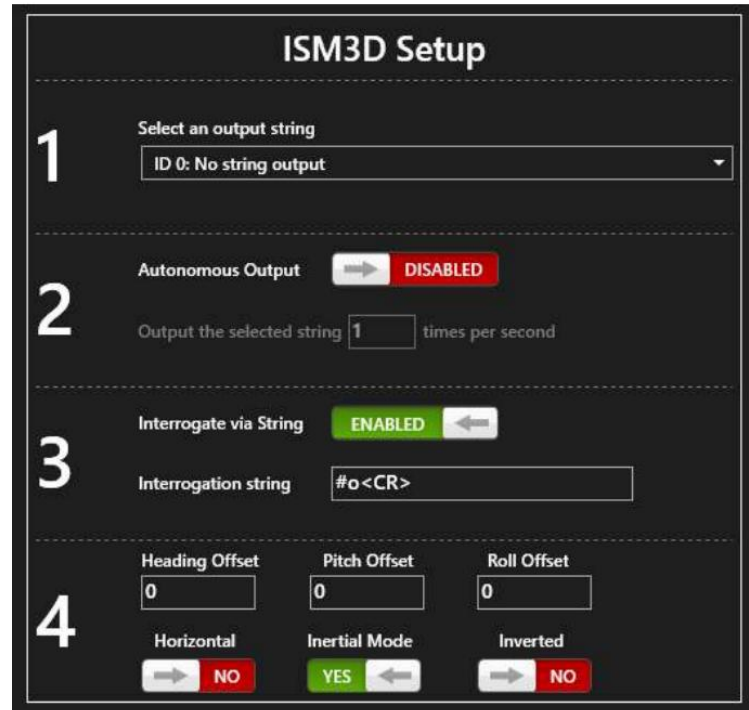 ISM3D Setup
1
Select an output string
ID 0: No string output
2
Autonomous Output DISABLED
Output the selected string 1 times per second
3
Interrogate via String ENABLED
Interrogation string #o<CR>
4
Heading Offset Pitch Offset Roll Offset
0 0 0
Horizontal Inertial Mode Inverted
NO YES NO